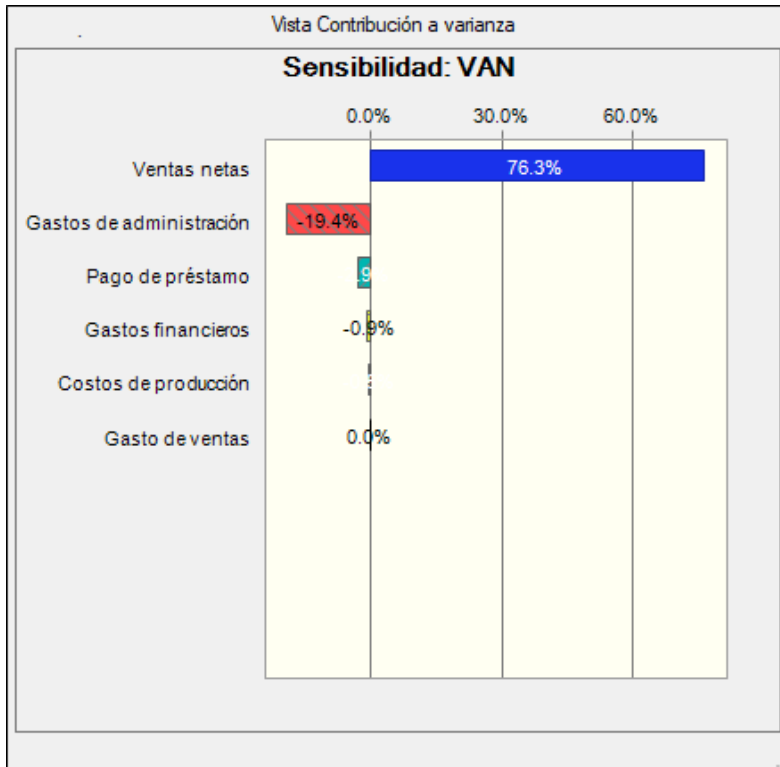 Vista Contribución a varianza
Sensibilidad: VAN
0.0% 30.0% 60.0%
Ventas netas 76.3%
Gastos de administración -19.4%
Pago de préstamo
Gastos financieros -0.9%
Costos de producción
Gasto de ventas 0.0%